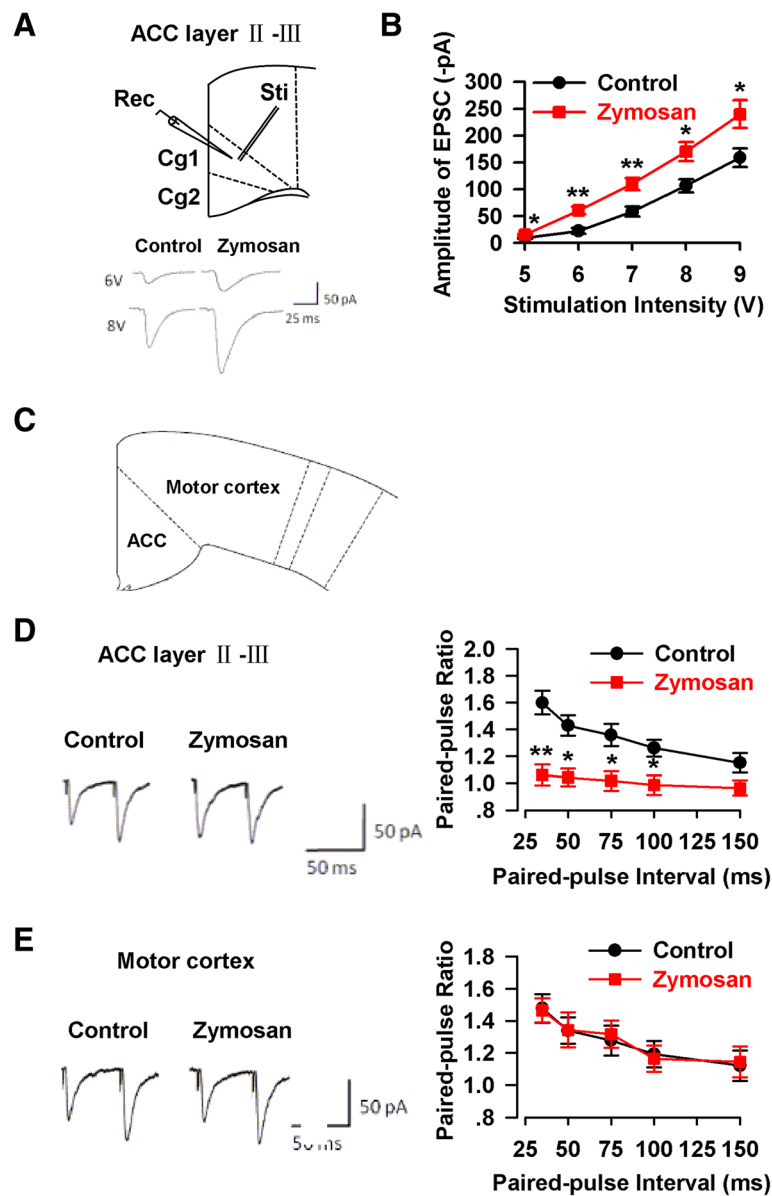 A
ACC layer Ⅱ -Ⅲ
Rec
Sti
Cg1
Cg2
Control Zymosan
6V
8V
50 pA
25 ms
B
Amplitude of EPSC (-pA)
300
250
200
150
100
50
0
Control
Zymosan
*
**
**
*
*
5 6 7 8 9
Stimulation Intensity (V)
C
Motor cortex
ACC
D
ACC layer Ⅱ -Ⅲ
Control Zymosan
50 pA
50 ms
Paired-pulse Ratio
2.0
1.8
1.6
1.4
1.2
1.0
.8
Control
Zymosan
** * * *
25 50 75 100 125 150
Paired-pulse Interval (ms)
E
Motor cortex
Control Zymosan
50 pA
50 ms
Paired-pulse Ratio
1.8
1.6
1.4
1.2
1.0
.8
Control
Zymosan
25 50 75 100 125 150
Paired-pulse Interval (ms)